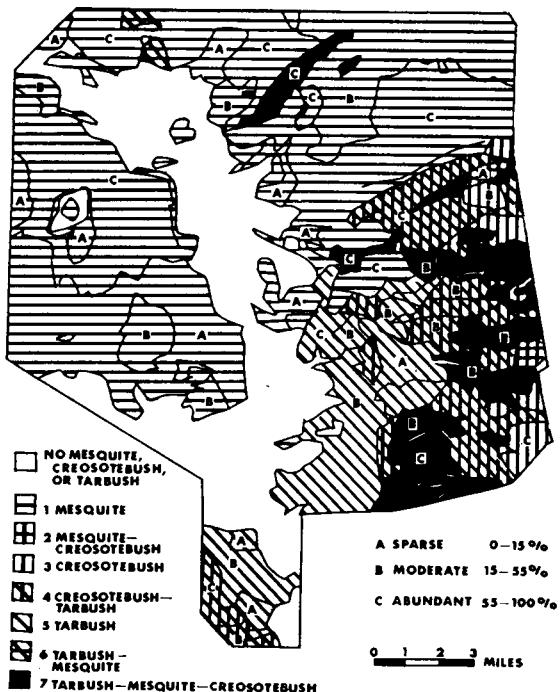 NO MESQUITE,
CREOSOTEBUSH,
OR TARBUSH
1 MESQUITE
2 MESQUITE—
CREOSOTEBUSH
3 CREOSOTEBUSH
4 CREOSOTEBUSH—
TARBUSH
5 TARBUSH
6 TARBUSH—
MESQUITE
7 TARBUSH—MESQUITE—CREOSOTEBUSH
A SPARSE 0—15%
B MODERATE 15—55%
C ABUNDANT 55—100%
0 1 2 3 MILES
A
C
A
C
C
B
B
C
B
C
A
B
C
A
C
A
A
C
A
C
B
C
B
A
B
C
B
B
A
B
C
B
A
B
B
B
B
C
C
A
B
C
A
B